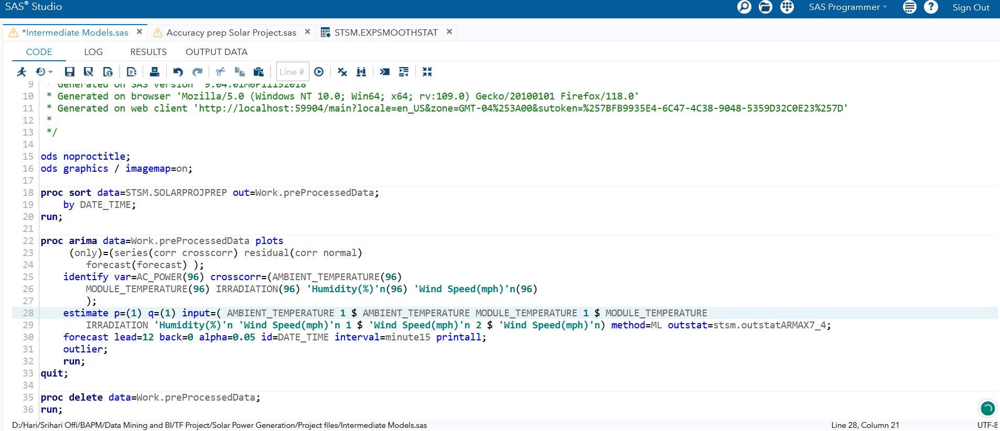 SAS® Studio
SAS Programmer
Sign Out
*Intermediate Models.sas
Accuracy prep Solar Project.sas
STSM.EXPSMOOTHSTAT
CODE
LOG
RESULTS
OUTPUT DATA
Line #
9 * Generated on SAS version '9.04.01M6P11152018'
10 * Generated on browser 'Mozilla/5.0 (Windows NT 10.0; Win64; x64; rv:109.0) Gecko/20100101 Firefox/118.0'
11 * Generated on web client 'http://localhost:59904/main?locale=en_US&zone=GMT-04%253A00&sutoken=%257BFB9935E4-6C47-4C38-9048-5359D32C0E23%257D'
12 *
13 */
14
15 ods noproctitle;
16 ods graphics / imagemap=on;
17
18 proc sort data=STSM.SOLARPROJPREP out=Work.preProcessedData;
19 by DATE_TIME;
20 run;
21
22 proc arima data=Work.preProcessedData plots
23 (only)=(series(corr crosscorr) residual(corr normal)
24 forecast(forecast) );
25 identify var=AC_POWER(96) crosscorr=(AMBIENT_TEMPERATURE(96)
26 MODULE_TEMPERATURE(96) IRRADIATION(96) 'Humidity(%)'n(96) 'Wind Speed(mph)'n(96)
27 );
28 estimate p=(1) q=(1) input=( AMBIENT_TEMPERATURE 1 $ AMBIENT_TEMPERATURE MODULE_TEMPERATURE 1 $ MODULE_TEMPERATURE
29 IRRADIATION 'Humidity(%)'n 'Wind Speed(mph)'n 1 $ 'Wind Speed(mph)'n 2 $ 'Wind Speed(mph)'n) method=ML outstat=stsm.outstatARMAX7_4;
30 forecast lead=12 back=0 alpha=0.05 id=DATE_TIME interval=minute15 printall;
31 outlier;
32 run;
33 quit;
34
35 proc delete data=Work.preProcessedData;
36 run;
D:/Hari/Srihari Offi/BAPM/Data Mining and BI/TF Project/Solar Power Generation/Project files/Intermediate Models.sas
Line 28, Column 21
UTF-8